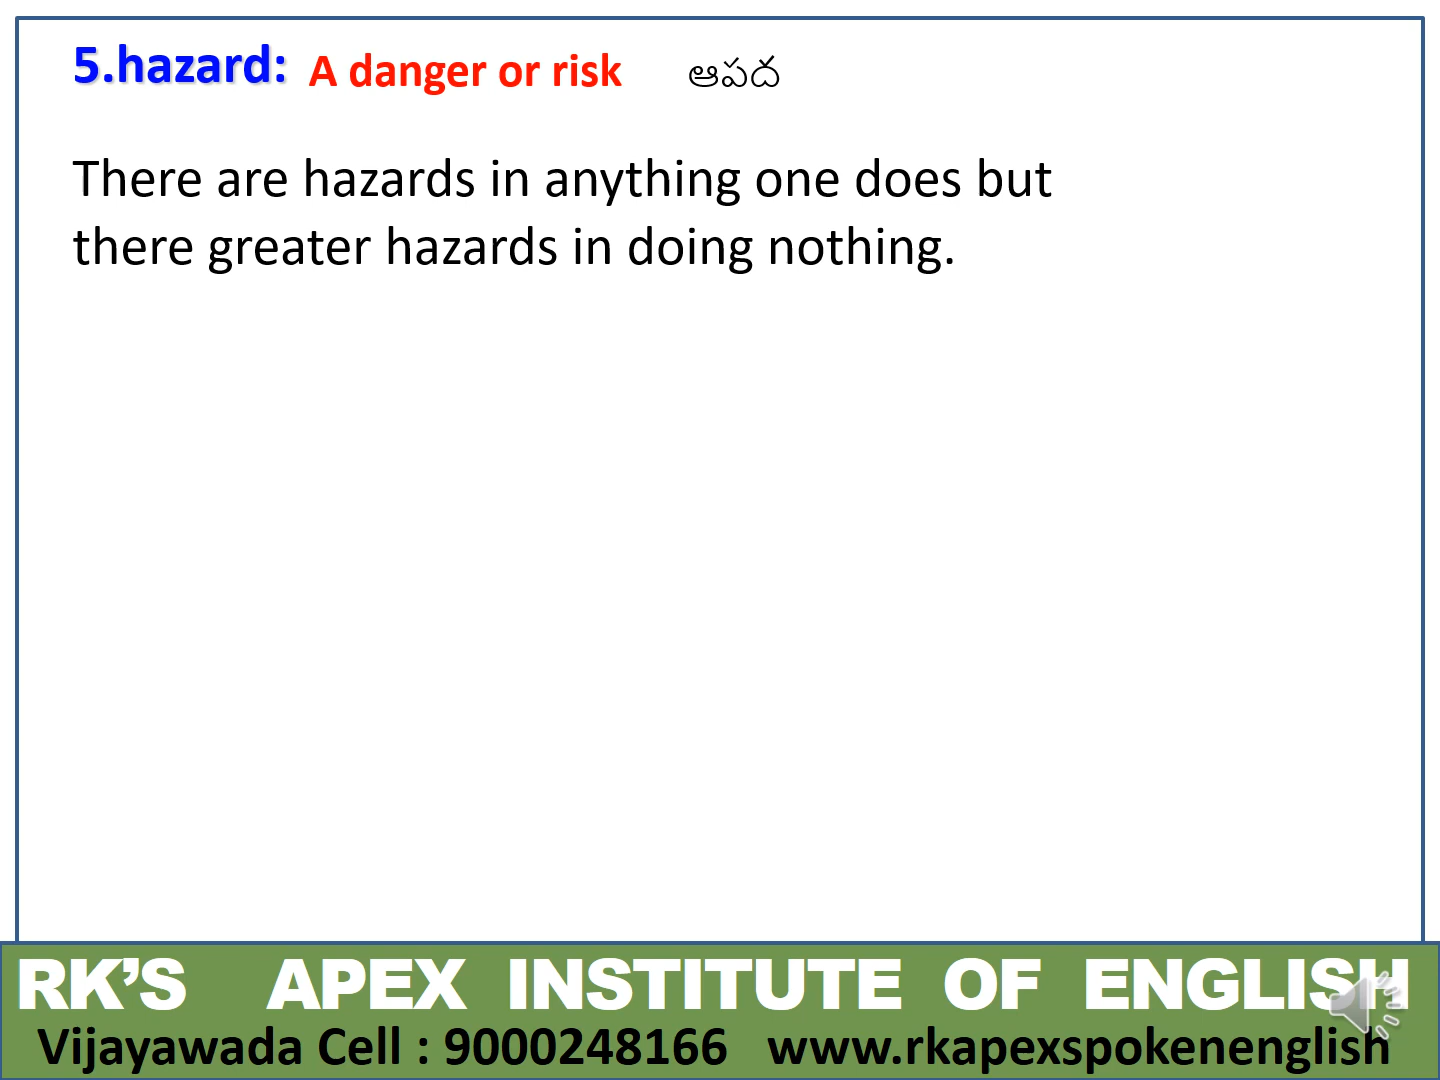 5.hazard: A danger or risk ఆపద
There are hazards in anything one does but
there greater hazards in doing nothing.
RK’S APEX INSTITUTE OF ENGLISH
Vijayawada Cell : 9000248166 www.rkapexspokenenglish